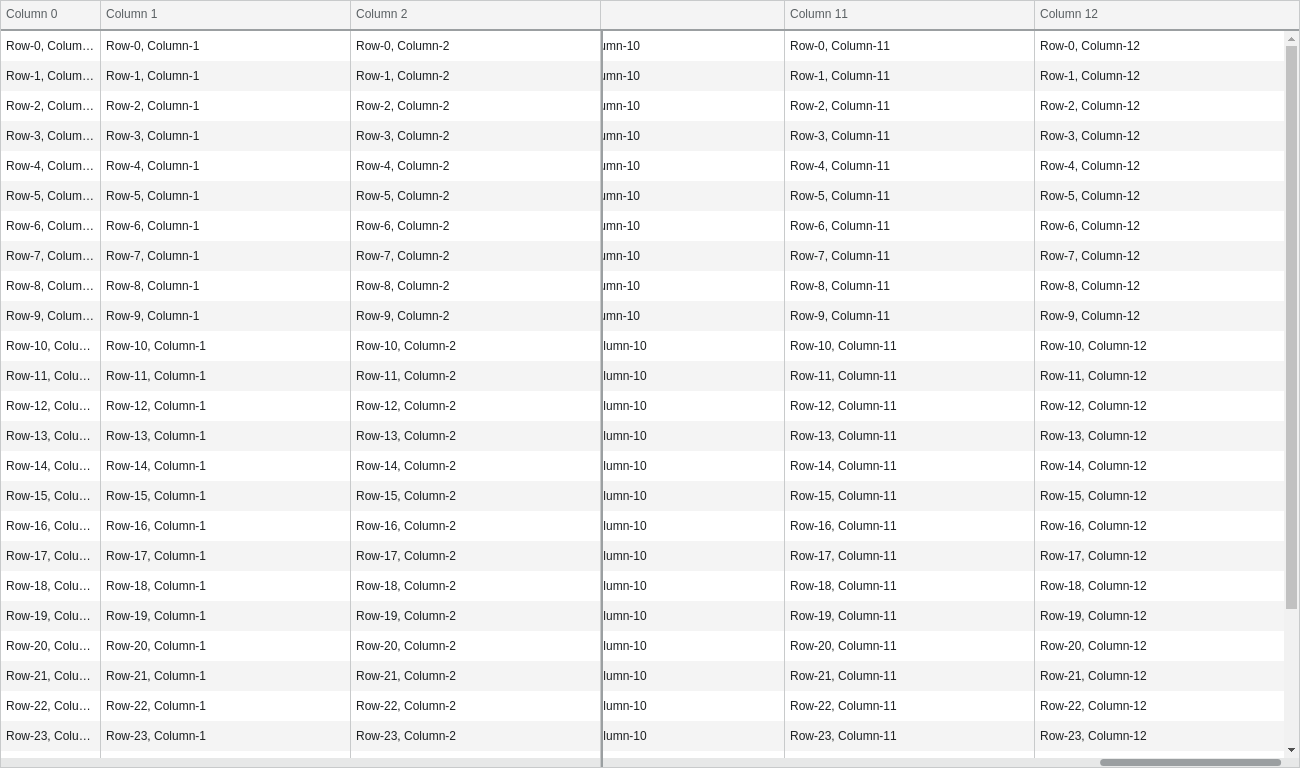 Column 0 Column 1 Column 2 Column 11 Column 12
Row-0, Colum… Row-0, Column-1 Row-0, Column-2 umn-10 Row-0, Column-11 Row-0, Column-12
Row-1, Colum… Row-1, Column-1 Row-1, Column-2 umn-10 Row-1, Column-11 Row-1, Column-12
Row-2, Colum… Row-2, Column-1 Row-2, Column-2 umn-10 Row-2, Column-11 Row-2, Column-12
Row-3, Colum… Row-3, Column-1 Row-3, Column-2 umn-10 Row-3, Column-11 Row-3, Column-12
Row-4, Colum… Row-4, Column-1 Row-4, Column-2 umn-10 Row-4, Column-11 Row-4, Column-12
Row-5, Colum… Row-5, Column-1 Row-5, Column-2 umn-10 Row-5, Column-11 Row-5, Column-12
Row-6, Colum… Row-6, Column-1 Row-6, Column-2 umn-10 Row-6, Column-11 Row-6, Column-12
Row-7, Colum… Row-7, Column-1 Row-7, Column-2 umn-10 Row-7, Column-11 Row-7, Column-12
Row-8, Colum… Row-8, Column-1 Row-8, Column-2 umn-10 Row-8, Column-11 Row-8, Column-12
Row-9, Colum… Row-9, Column-1 Row-9, Column-2 umn-10 Row-9, Column-11 Row-9, Column-12
Row-10, Colu… Row-10, Column-1 Row-10, Column-2 lumn-10 Row-10, Column-11 Row-10, Column-12
Row-11, Colu… Row-11, Column-1 Row-11, Column-2 lumn-10 Row-11, Column-11 Row-11, Column-12
Row-12, Colu… Row-12, Column-1 Row-12, Column-2 lumn-10 Row-12, Column-11 Row-12, Column-12
Row-13, Colu… Row-13, Column-1 Row-13, Column-2 lumn-10 Row-13, Column-11 Row-13, Column-12
Row-14, Colu… Row-14, Column-1 Row-14, Column-2 lumn-10 Row-14, Column-11 Row-14, Column-12
Row-15, Colu… Row-15, Column-1 Row-15, Column-2 lumn-10 Row-15, Column-11 Row-15, Column-12
Row-16, Colu… Row-16, Column-1 Row-16, Column-2 lumn-10 Row-16, Column-11 Row-16, Column-12
Row-17, Colu… Row-17, Column-1 Row-17, Column-2 lumn-10 Row-17, Column-11 Row-17, Column-12
Row-18, Colu… Row-18, Column-1 Row-18, Column-2 lumn-10 Row-18, Column-11 Row-18, Column-12
Row-19, Colu… Row-19, Column-1 Row-19, Column-2 lumn-10 Row-19, Column-11 Row-19, Column-12
Row-20, Colu… Row-20, Column-1 Row-20, Column-2 lumn-10 Row-20, Column-11 Row-20, Column-12
Row-21, Colu… Row-21, Column-1 Row-21, Column-2 lumn-10 Row-21, Column-11 Row-21, Column-12
Row-22, Colu… Row-22, Column-1 Row-22, Column-2 lumn-10 Row-22, Column-11 Row-22, Column-12
Row-23, Colu… Row-23, Column-1 Row-23, Column-2 lumn-10 Row-23, Column-11 Row-23, Column-12